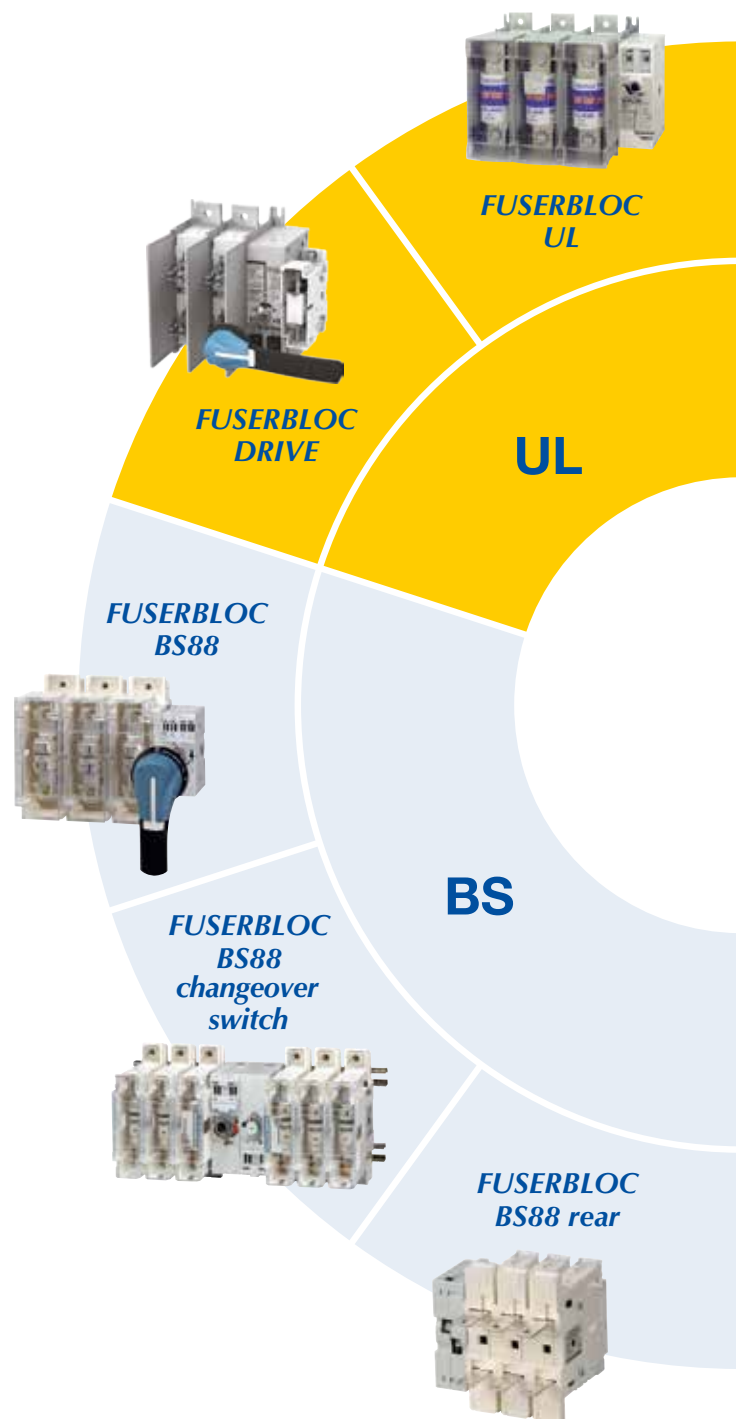 FUSERBLOC
UL
FUSERBLOC
DRIVE
UL
FUSERBLOC
BS88
BS
FUSERBLOC
BS88
changeover
switch
FUSERBLOC
BS88 rear